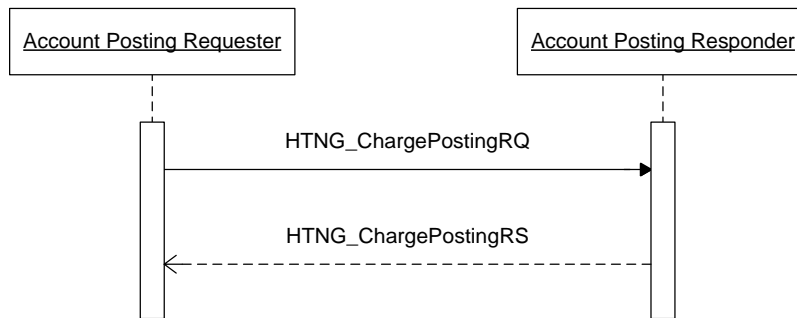 Account Posting Requester
Account Posting Responder
HTNG_ChargePostingRQ
HTNG_ChargePostingRS